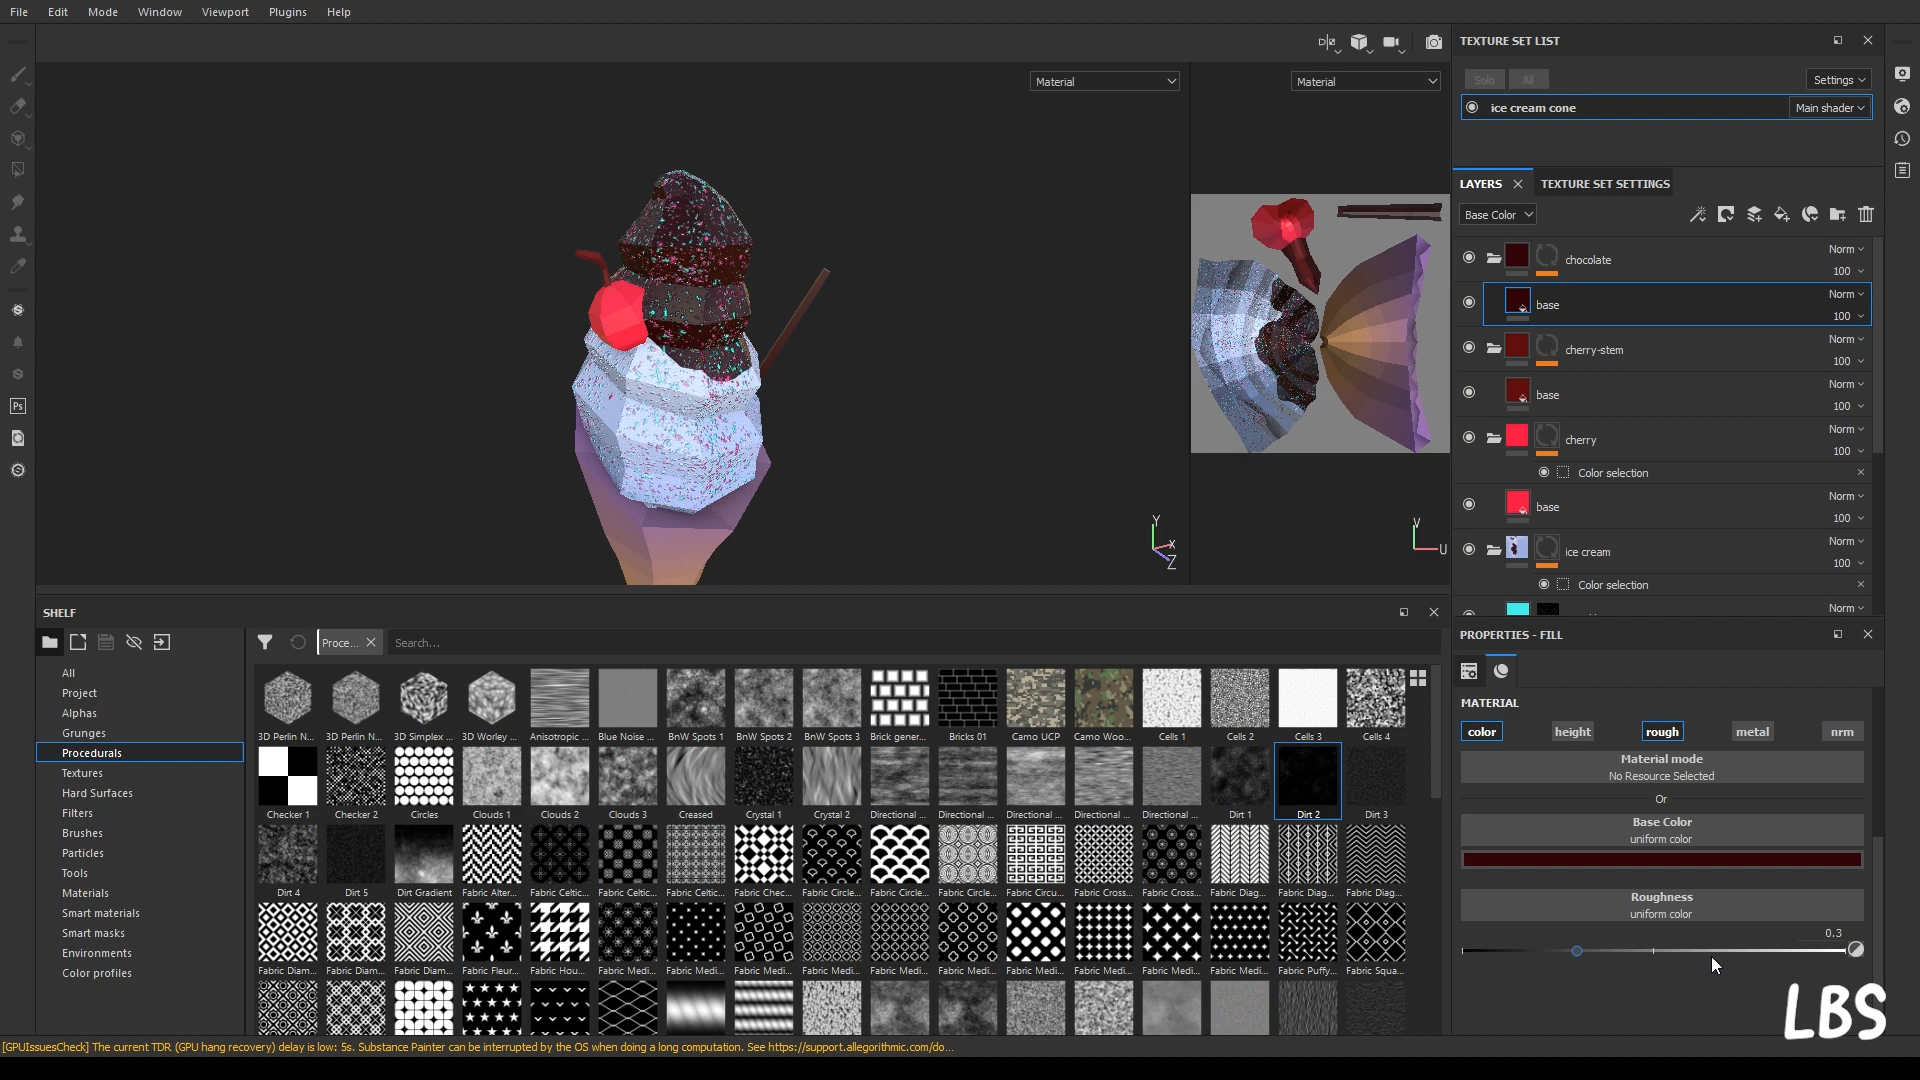 File Edit Mode Window Viewport Plugins Help
Material
Material
Y
X
Z
V
U
TEXTURE SET LIST
Solo All Settings
ice cream cone Main shader
LAYERS TEXTURE SET SETTINGS
Base Color
chocolate Norm 100
base Norm 100
cherry-stem Norm 100
base Norm 100
cherry Norm 100
Color selection
base Norm 100
ice cream Norm 100
Color selection
Norm
PROPERTIES - FILL
MATERIAL
color height rough metal nrm
Material mode
No Resource Selected
Or
Base Color
uniform color
Roughness
uniform color
0.3
Ps
SHELF
Proce... Search...
All
Project
Alphas
Grunges
Procedurals
Textures
Hard Surfaces
Filters
Brushes
Particles
Tools
Materials
Smart materials
Smart masks
Environments
Color profiles
3D Perlin N... 3D Perlin N... 3D Simplex ... 3D Worley ... Anisotropic ... Blue Noise ... BnW Spots 1 BnW Spots 2 BnW Spots 3 Brick gener... Bricks 01 Camo UCP Camo Woo... Cells 1 Cells 2 Cells 3 Cells 4
Checker 1 Checker 2 Circles Clouds 1 Clouds 2 Clouds 3 Creased Crystal 1 Crystal 2 Directional ... Directional ... Directional ... Directional ... Directional ... Dirt 1 Dirt 2 Dirt 3
Dirt 4 Dirt 5 Dirt Gradient Fabric Alter... Fabric Celtic... Fabric Celtic... Fabric Celtic... Fabric Chec... Fabric Circle... Fabric Circle... Fabric Circle... Fabric Circu... Fabric Cross... Fabric Cross... Fabric Diag... Fabric Diag... Fabric Diag...
Fabric Diam... Fabric Diam... Fabric Diam... Fabric Fleur... Fabric Hou... Fabric Medi... Fabric Medi... Fabric Medi... Fabric Medi... Fabric Medi... Fabric Medi... Fabric Medi... Fabric Medi... Fabric Medi... Fabric Medi... Fabric Puffy... Fabric Squa...
LBS
[GPUIssuesCheck] The current TDR (GPU hang recovery) delay is low: 5s. Substance Painter can be interrupted by the OS when doing a long computation. See https://support.allegorithmic.com/do...